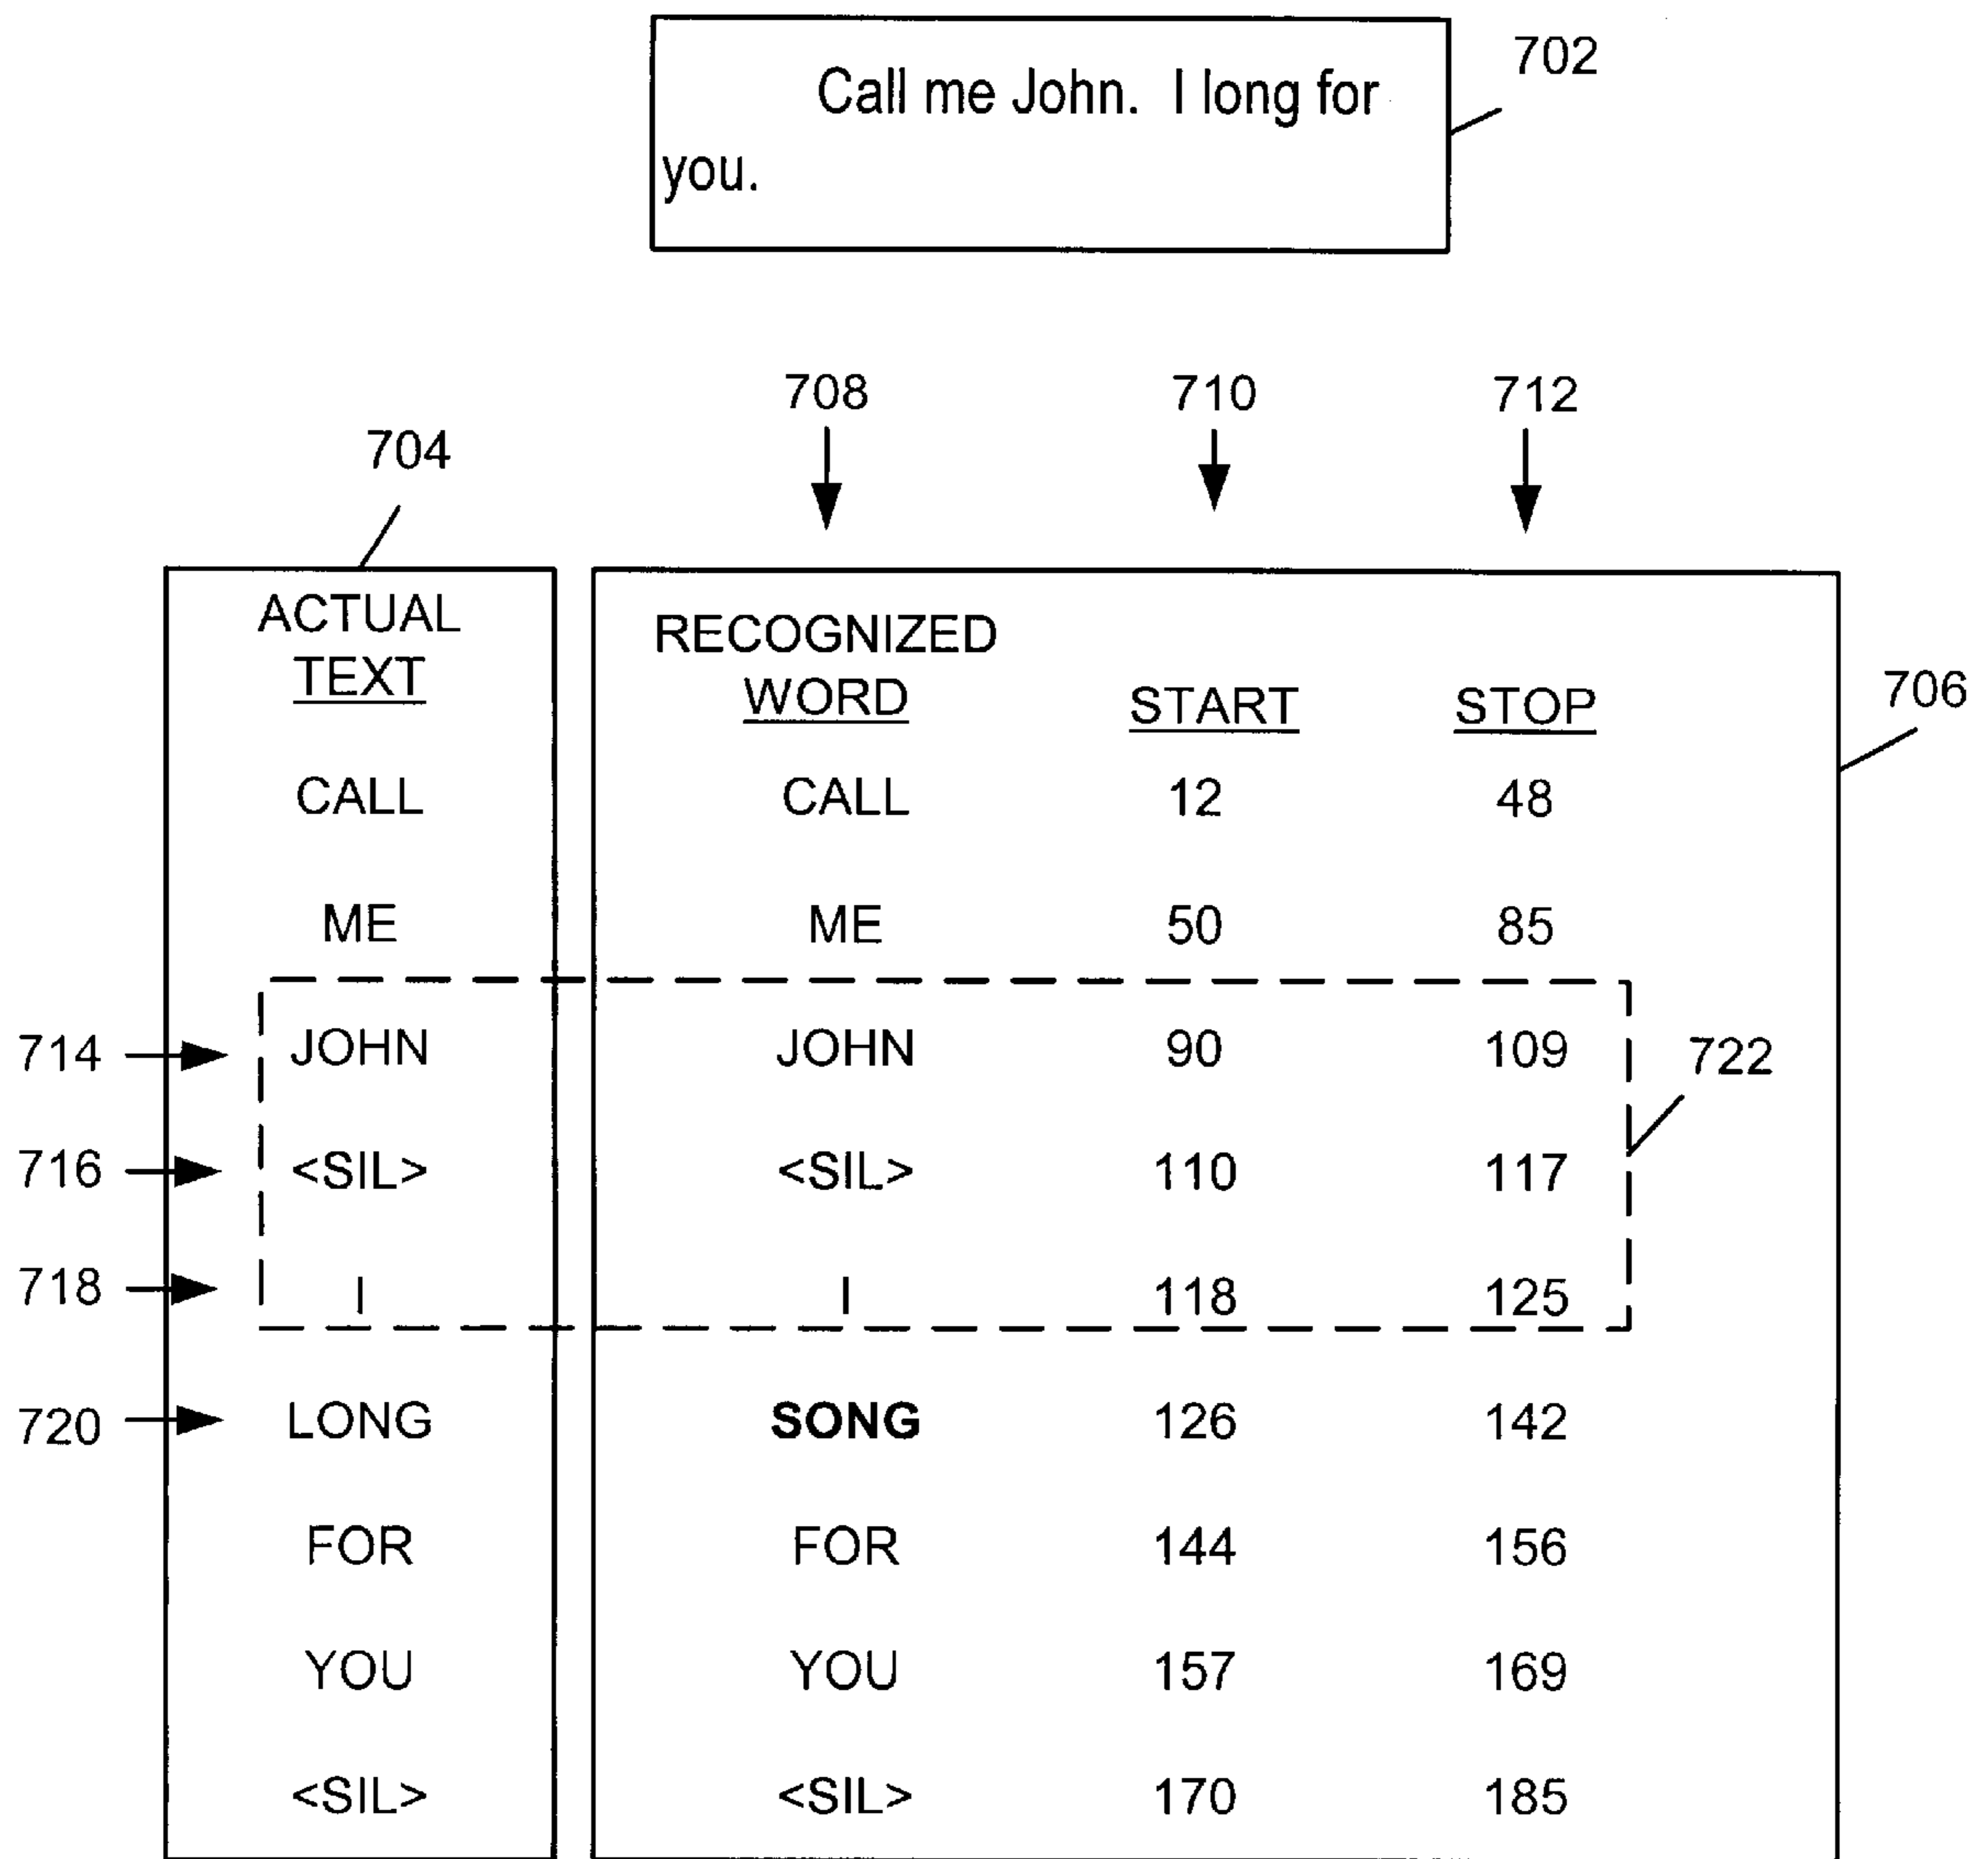 Call me John. I long for
you.
702
708 710 712
704
ACTUAL
TEXT
RECOGNIZED
WORD START STOP
706
CALL CALL 12 48
ME ME 50 85
714 JOHN JOHN 90 109
722
716 <SIL> <SIL> 110 117
718 I I 118 125
720 LONG SONG 126 142
FOR FOR 144 156
YOU YOU 157 169
<SIL> <SIL> 170 185